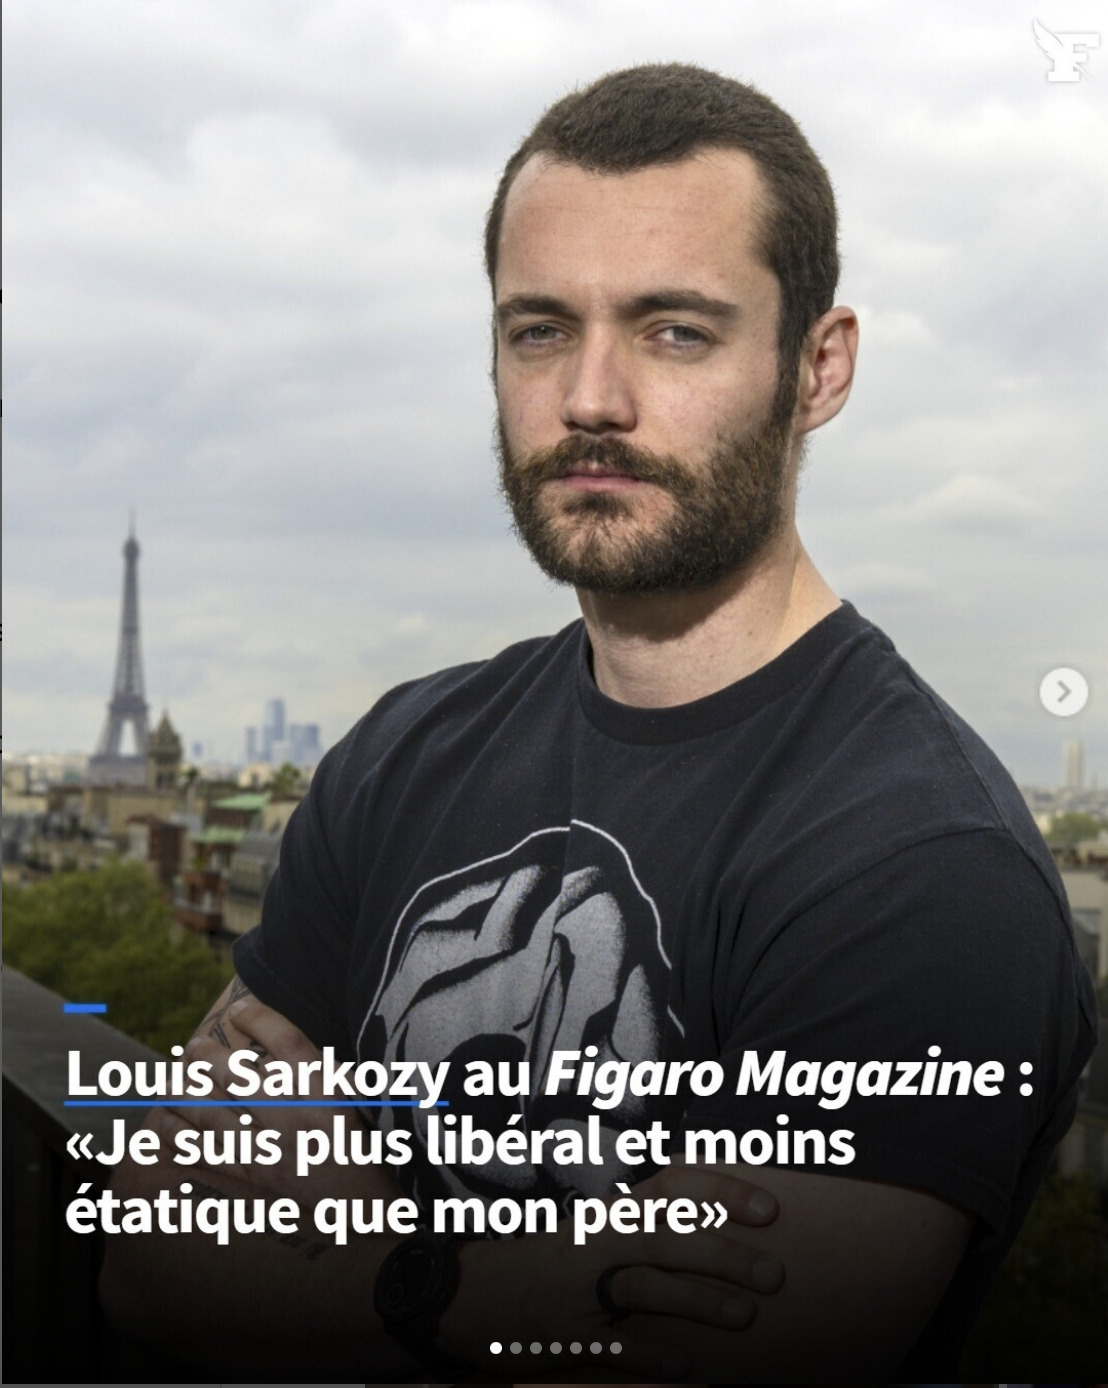 Louis Sarkozy au Figaro Magazine :
«Je suis plus libéral et moins
étatique que mon père»